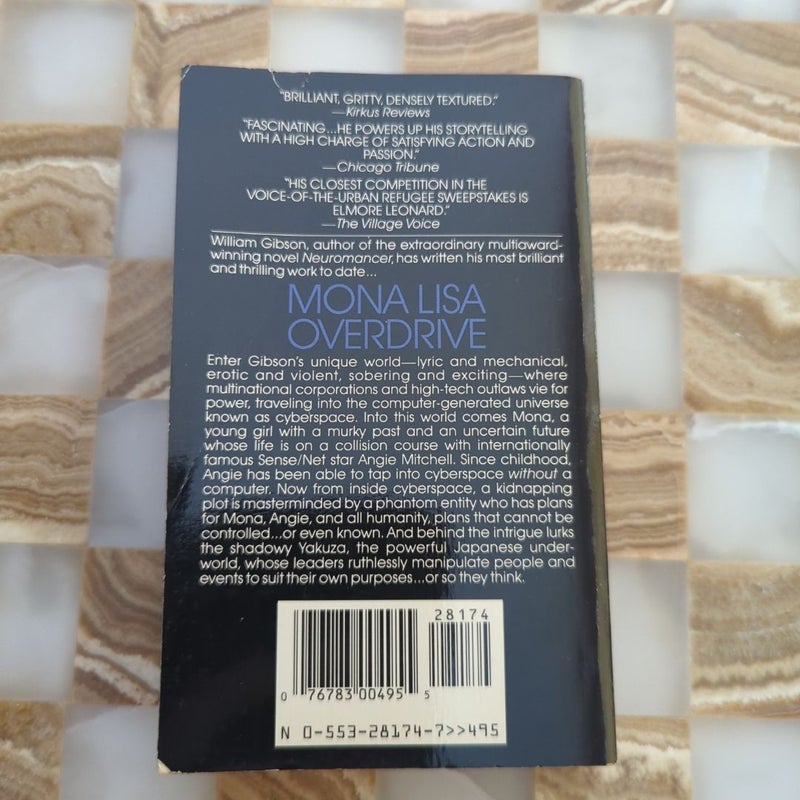 "BRILLIANT, GRITTY, DENSELY TEXTURED."
—Kirkus Reviews
"FASCINATING...HE POWERS UP HIS STORYTELLING
WITH A HIGH CHARGE OF SATISFYING ACTION AND
PASSION."
—Chicago Tribune
"HIS CLOSEST COMPETITION IN THE
VOICE-OF-THE-URBAN REFUGEE SWEEPSTAKES IS
ELMORE LEONARD."
—The Village Voice
William Gibson, author of the extraordinary multiaward-
winning novel Neuromancer, has written his most brilliant
and thrilling work to date...
MONA LISA
OVERDRIVE
Enter Gibson's unique world—lyric and mechanical,
erotic and violent, sobering and exciting—where
multinational corporations and high-tech outlaws vie for
power, traveling into the computer-generated universe
known as cyberspace. Into this world comes Mona, a
young girl with a murky past and an uncertain future
whose life is on a collision course with internationally
famous Sense/Net star Angie Mitchell. Since childhood,
Angie has been able to tap into cyberspace without a
computer. Now from inside cyberspace, a kidnapping
plot is masterminded by a phantom entity who has plans
for Mona, Angie, and all humanity, plans that cannot be
controlled...or even known. And behind the intrigue lurks
the shadowy Yakuza, the powerful Japanese under-
world, whose leaders ruthlessly manipulate people and
events to suit their own purposes...or so they think.
28174
0 76783 00495 5
N 0-553-28174-7>>495